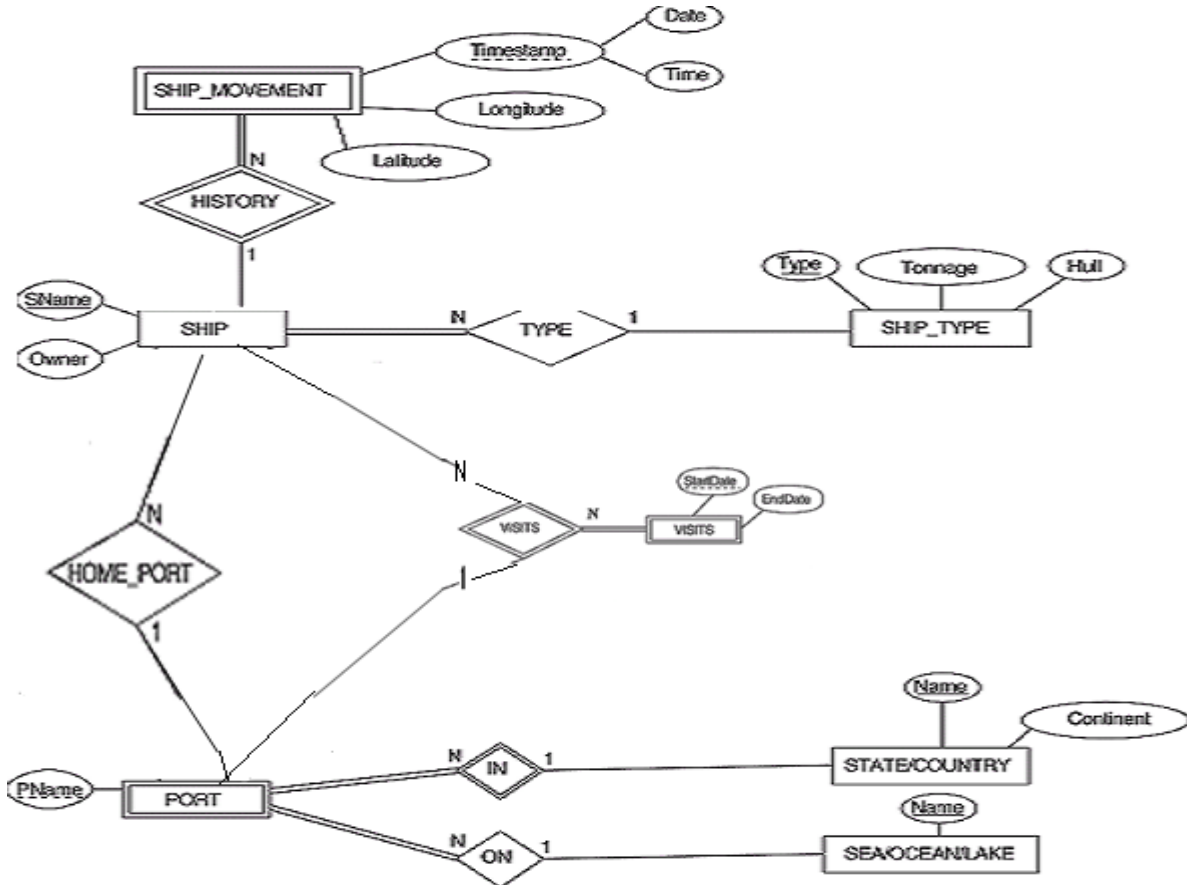 Date
Timestamp
Time
SHIP_MOVEMENT
Longitude
Latitude
N
HISTORY
1
SName
Owner
SHIP
N
TYPE
1
Type
Tonnage
Hull
SHIP_TYPE
N
HOME_PORT
1
N
VISITS
N
VISITS
StartDate
EndDate
1
PName
PORT
N
IN
1
Name
Continent
STATE/COUNTRY
N
ON
1
Name
SEA/OCEAN/LAKE